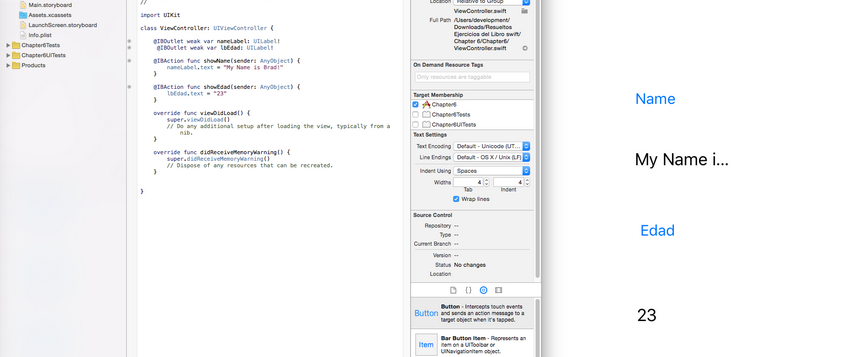 Main.storyboard
Assets.xcassets
LaunchScreen.storyboard
Info.plist
Chapter6Tests
Chapter6UITests
Products
//
import UIKit
class ViewController: UIViewController {
@IBOutlet weak var nameLabel: UILabel!
@IBOutlet weak var lbEdad: UILabel!
@IBAction func showName(sender: AnyObject) {
nameLabel.text = "My Name is Brad!"
}
@IBAction func showEdad(sender: AnyObject) {
lbEdad.text = "23"
}
override func viewDidLoad() {
super.viewDidLoad()
// Do any additional setup after loading the view, typically from a
nib.
}
override func didReceiveMemoryWarning() {
super.didReceiveMemoryWarning()
// Dispose of any resources that can be recreated.
}
}
Location Relative to Group
ViewController.swift
Full Path /Users/development/
Documents/Resueltos
Ejercicios del Libro swift/
Chapter 6/Chapter6/
ViewController.swift
On Demand Resource Tags
Only resources are taggable
Target Membership
Chapter6
Chapter6Tests
Chapter6UITests
Text Settings
Text Encoding Default - Unicode (UT...
Line Endings Default - OS X / Unix (LF)
Indent Using Spaces
Widths 4 4
Tab Indent
Wrap lines
Source Control
Repository --
Type --
Current Branch --
Version --
Status No changes
Location
{}
Button
Button - Intercepts touch events
and sends an action message to a
target object when it's tapped.
Item
Bar Button Item - Represents an
item on a UIToolbar or
UINavigationItem object.
Name
My Name i...
Edad
23